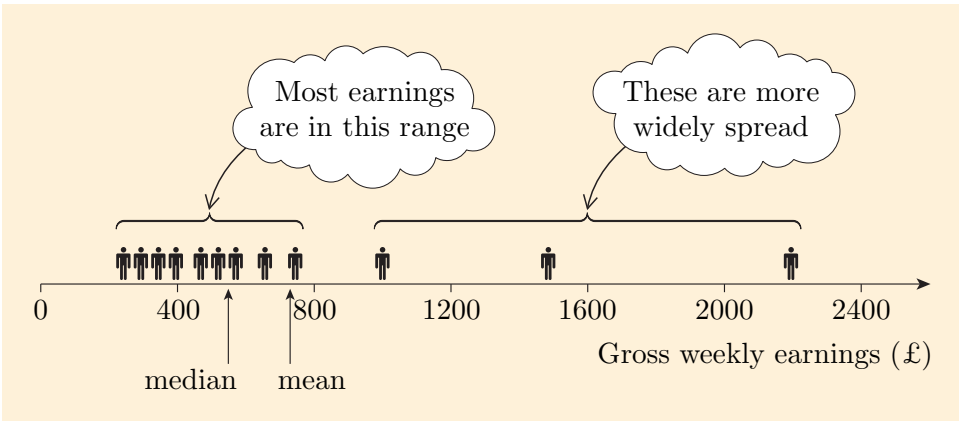 Most earnings
are in this range
These are more
widely spread
0 400 800 1200 1600 2000 2400
Gross weekly earnings (£)
median mean